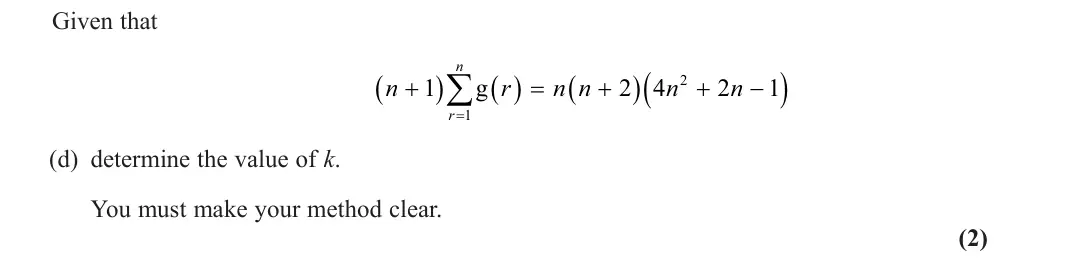 Given that
(n + 1) ∑_{r=1}^{n} g(r) = n(n + 2)(4n² + 2n – 1)
(d) determine the value of k.
You must make your method clear.
(2)